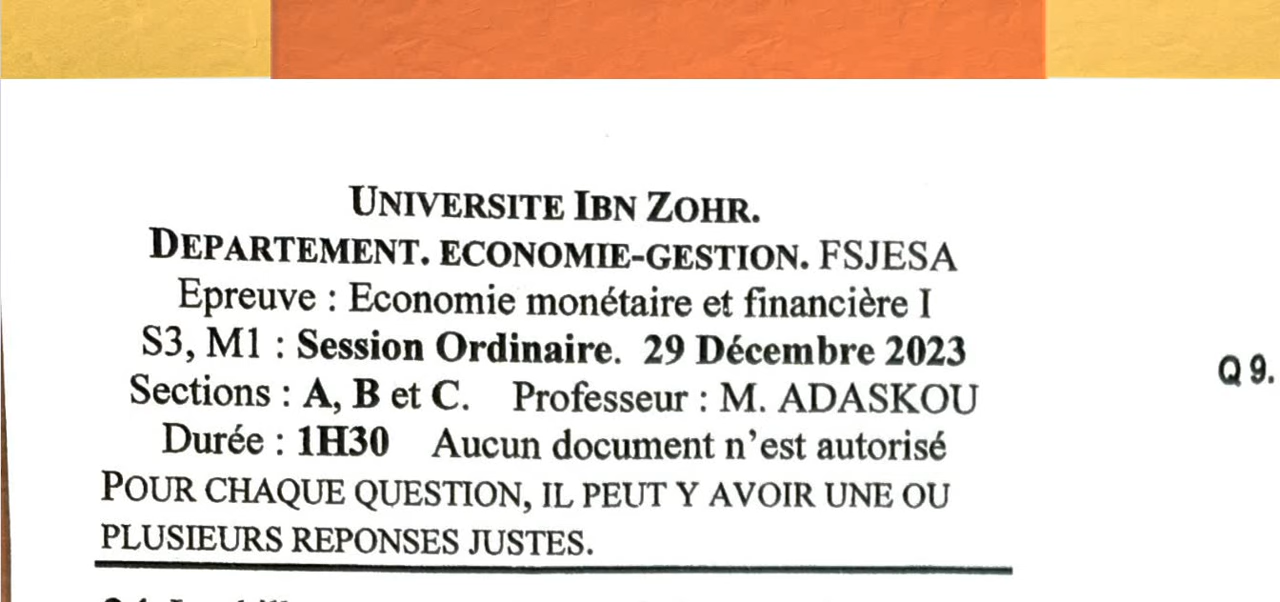 UNIVERSITE IBN ZOHR.
DEPARTEMENT. ECONOMIE-GESTION. FSJESA
Epreuve : Economie monétaire et financière I
S3, M1 : Session Ordinaire. 29 Décembre 2023
Sections : A, B et C. Professeur : M. ADASKOU
Durée : 1H30 Aucun document n'est autorisé
POUR CHAQUE QUESTION, IL PEUT Y AVOIR UNE OU
PLUSIEURS REPONSES JUSTES.
Q 9.